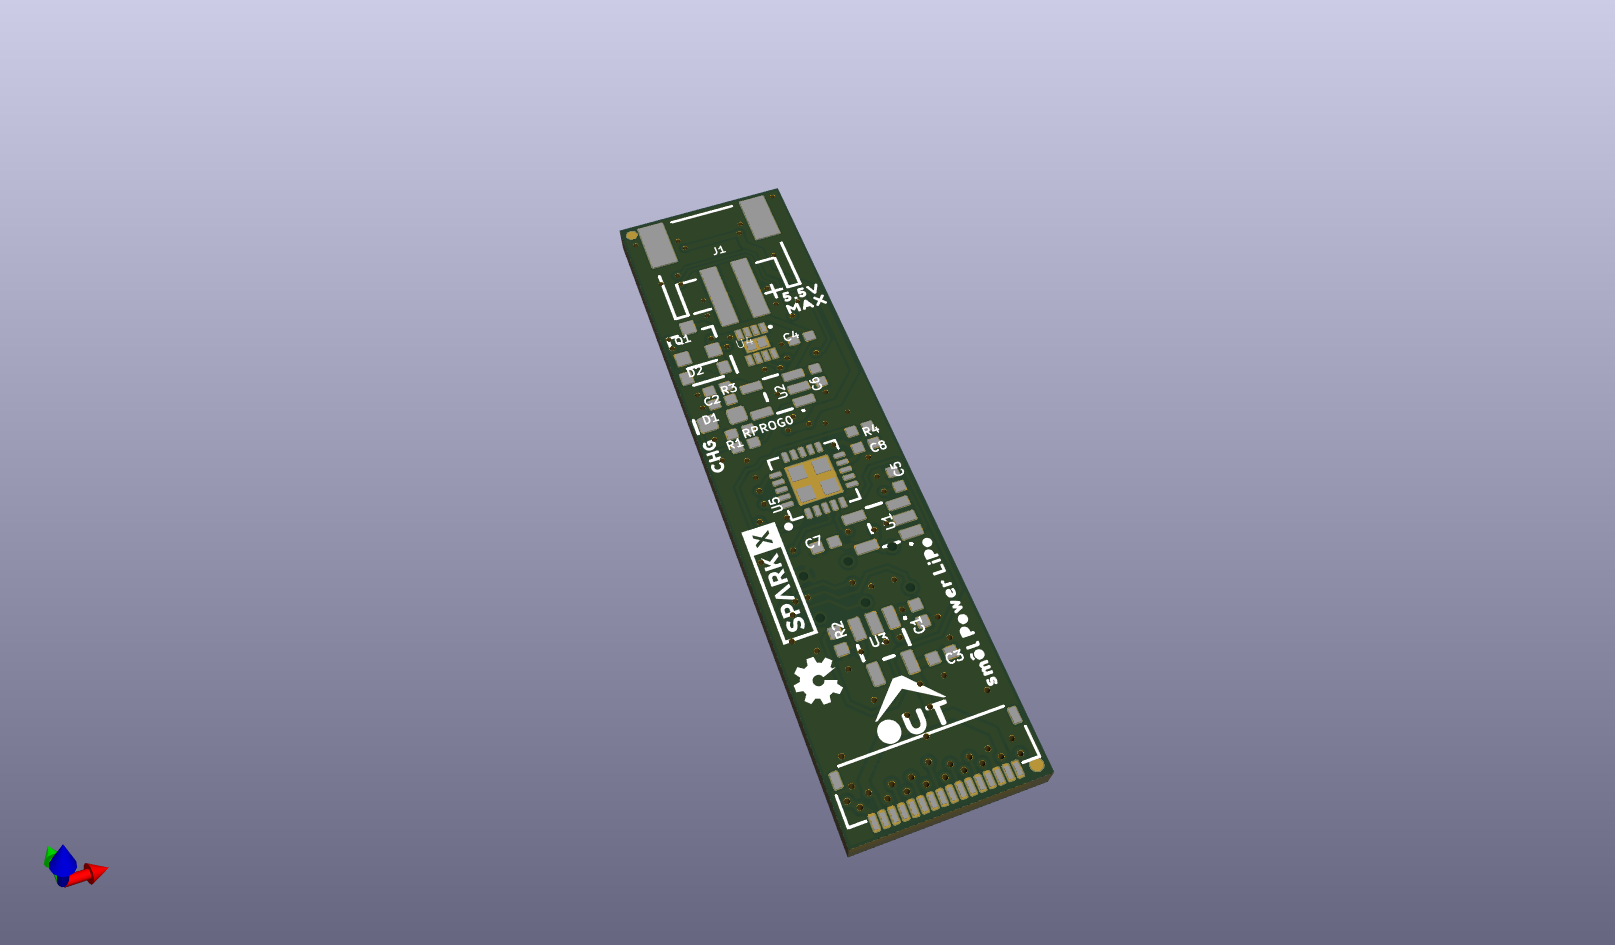 J1
+
5.5V
MAX
Q1
U4
C4
D2
R3
C2
U2
C6
D1
RPROG0
R1
CHG
R4
C8
C5
U5
U1
C7
SPARK X
smôl Power LiPo
R2
U3
C1
C3
OUT